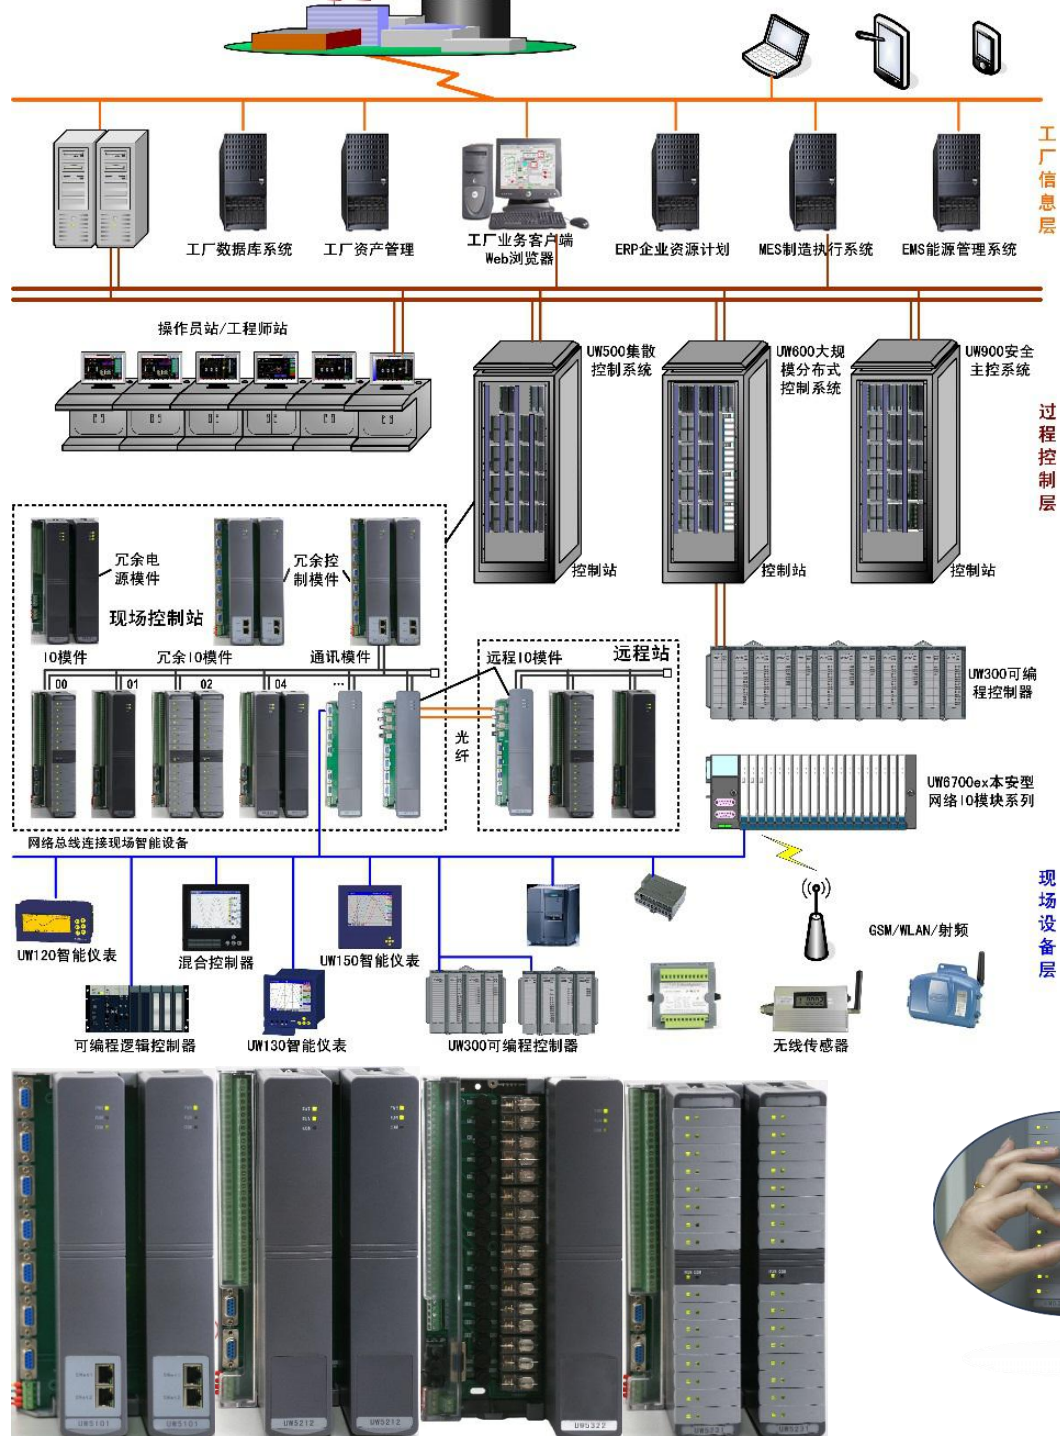 工厂信息层
工厂数据库系统
工厂资产管理
工厂业务客户端
Web浏览器
ERP企业资源计划
MES制造执行系统
EMS能源管理系统
操作员站/工程师站
UW500集散
控制系统
UW600大规
模分布式
控制系统
UW900安全
主控系统
过程控制层
控制站
控制站
控制站
冗余电
源模件
冗余控
制模件
现场控制站
IO模件
冗余IO模件
通讯模件
远程IO模件
远程站
00
01
02
04
...
光纤
UW300可编
程控制器
UW6700ex本安型
网络IO模块系列
网络总线连接现场智能设备
现场设备层
UW120智能仪表
混合控制器
UW150智能仪表
GSM/WLAN/射频
可编程逻辑控制器
UW130智能仪表
UW300可编程控制器
无线传感器
UW5101
UW5101
UW5212
UW5212
UW5322